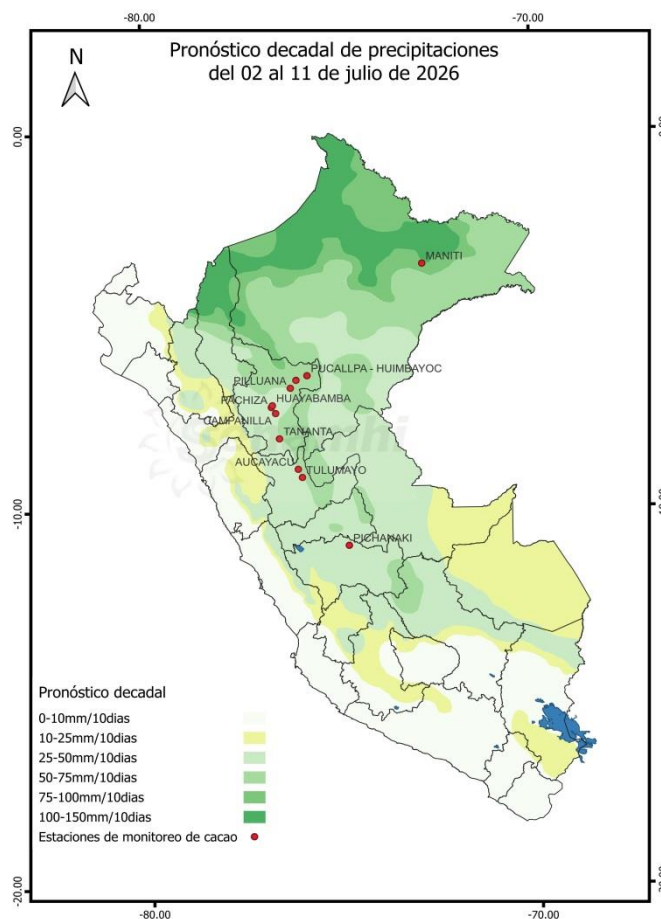 -80.00
-70.00
Pronóstico decadal de precipitaciones
del 02 al 11 de julio de 2026
N
0.00
MANITI
PUCALLPA - HUIMBAYOC
PILLUANA
PACHIZA
HUAYABAMBA
CAMPANILLA
TANANTA
AUCAYACU
TULUMAYO
-10.00
-10.00
PICHANAKI
Pronóstico decadal
0-10mm/10dias
10-25mm/10dias
25-50mm/10dias
50-75mm/10dias
75-100mm/10dias
100-150mm/10dias
Estaciones de monitoreo de cacao
-20.00
-80.00
-70.00